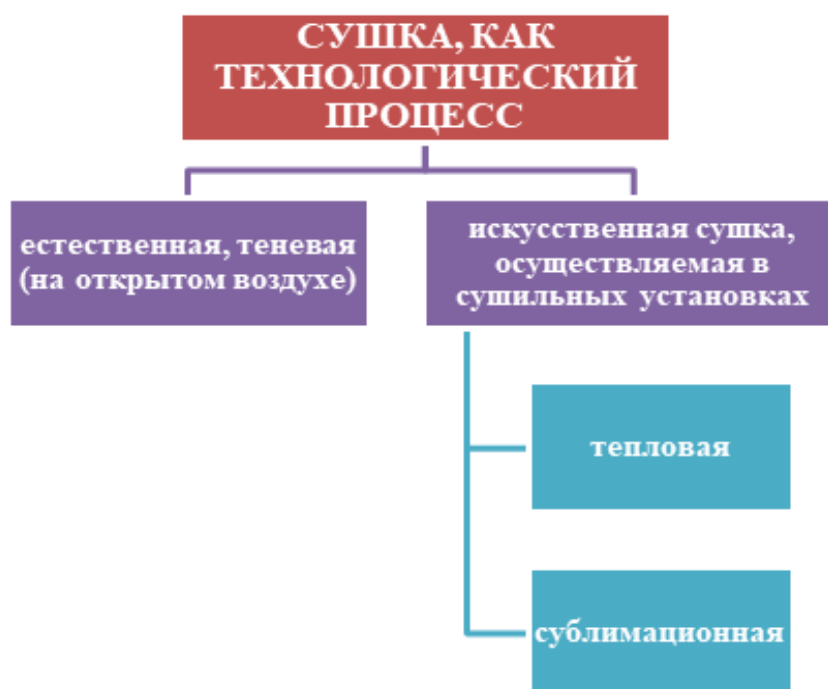 СУШКА, КАК
ТЕХНОЛОГИЧЕСКИЙ
ПРОЦЕСС
естественная, теневая
(на открытом воздухе)
искусственная сушка,
осуществляемая в
сушильных установках
тепловая
сублимационная